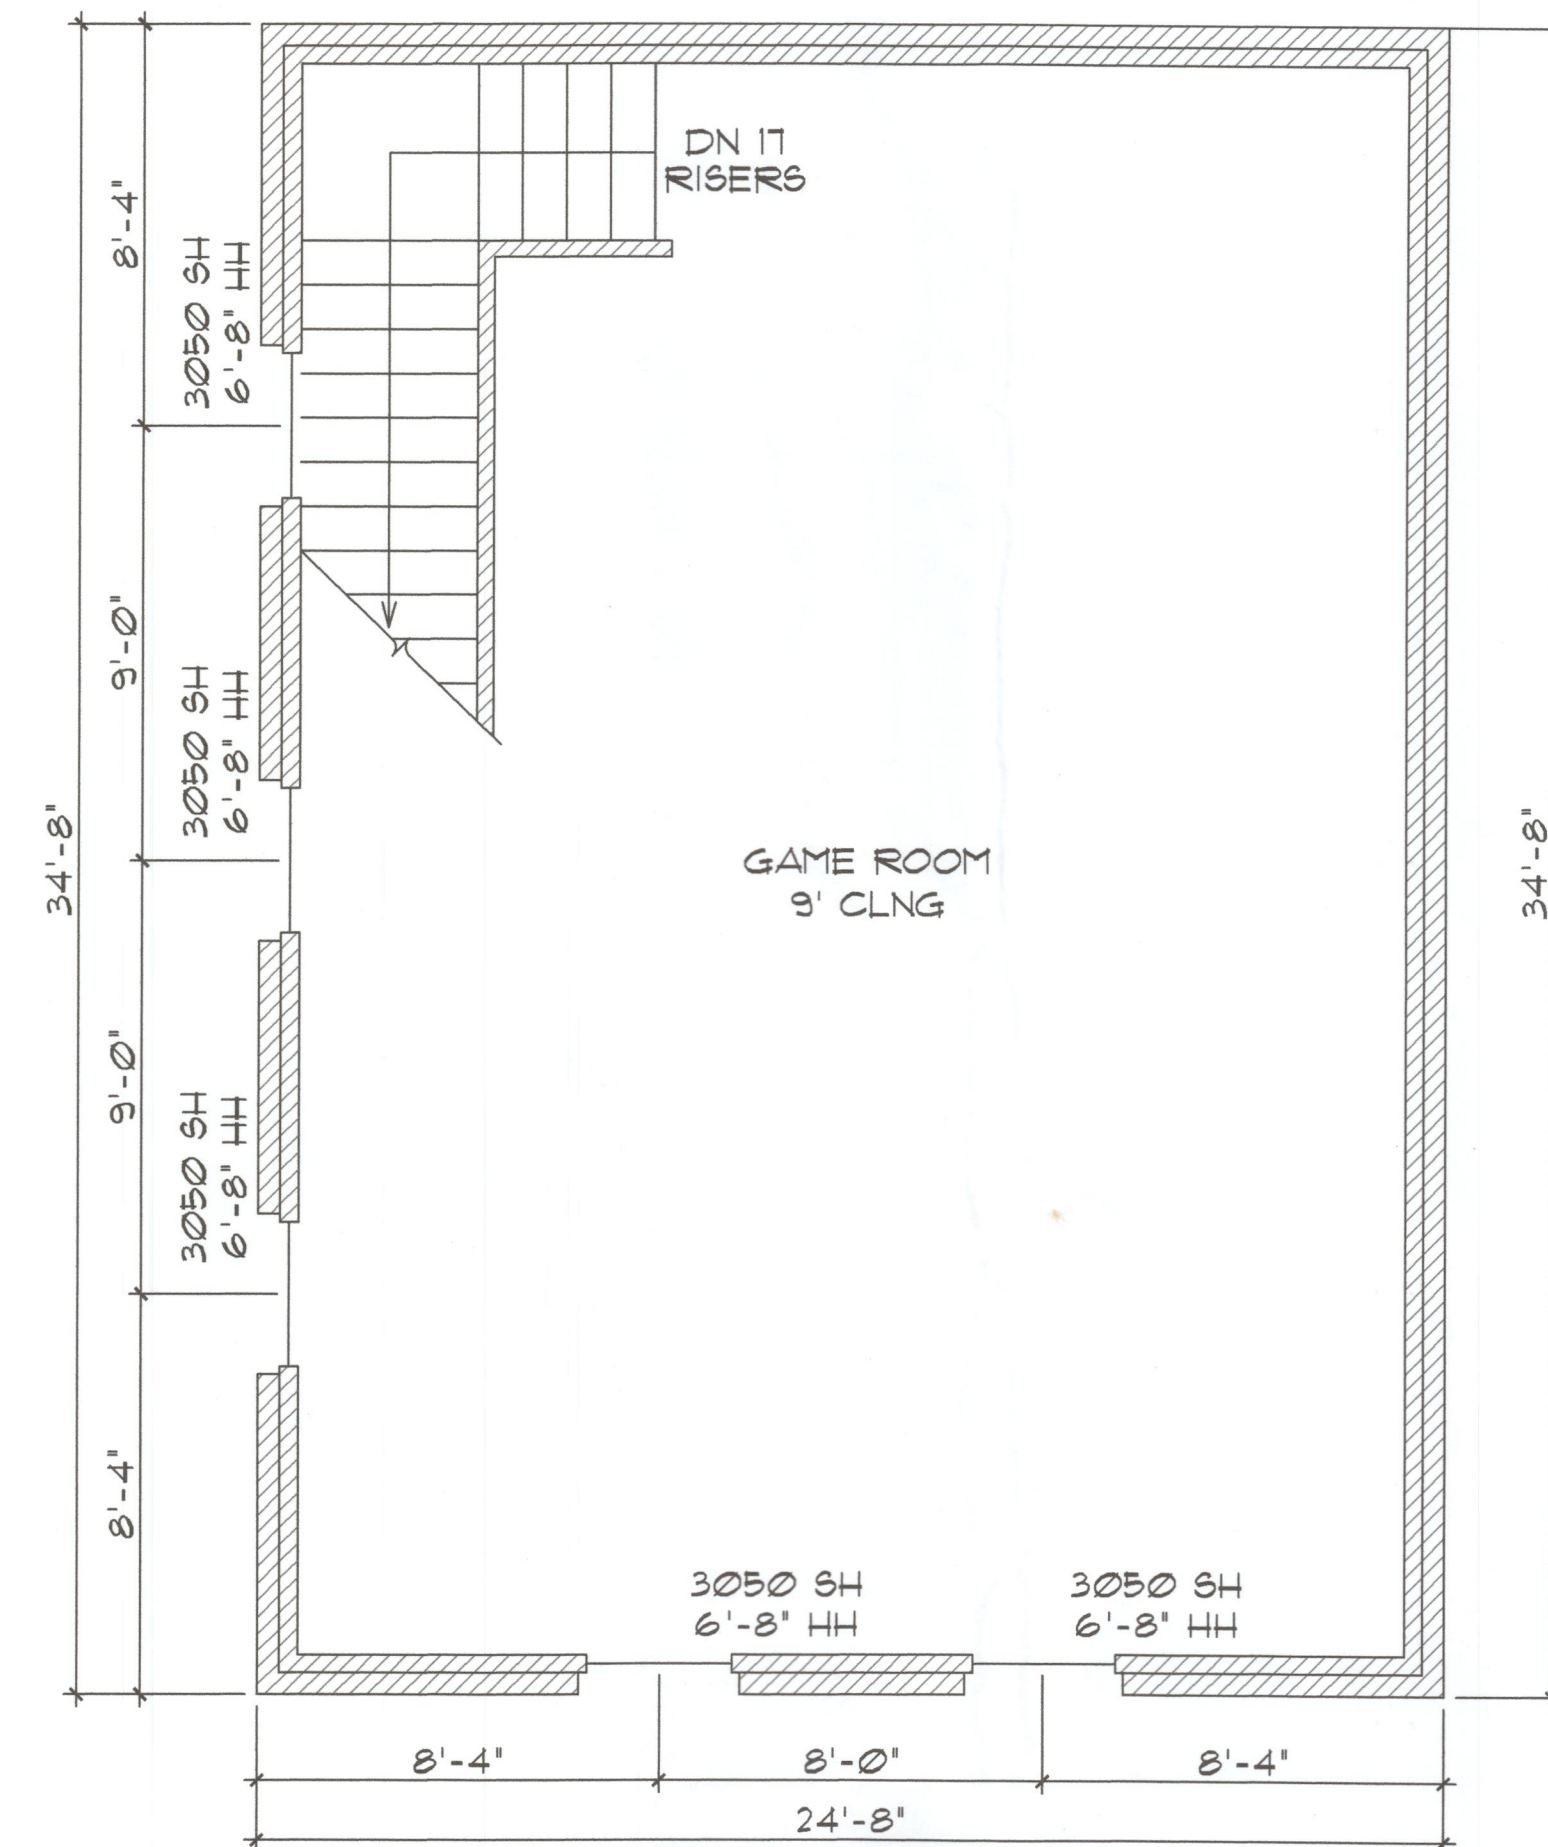 DN 17
RISERS
8'-4"
3050 SH
6'-8" HH
9'-0"
3050 SH
6'-8" HH
34'-8"
GAME ROOM
9' CLNG
34'-8"
9'-0"
3050 SH
6'-8" HH
8'-4"
3050 SH
6'-8" HH
3050 SH
6'-8" HH
8'-4"
8'-0"
8'-4"
24'-8"